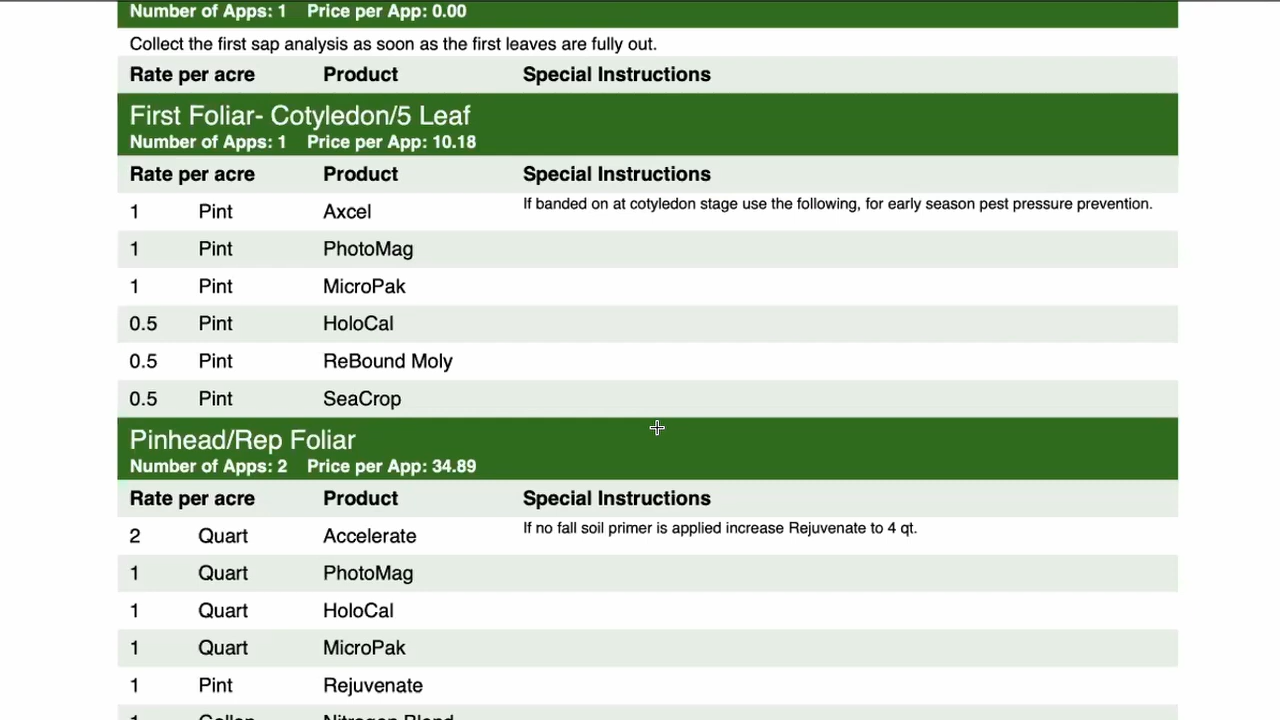 Number of Apps: 1 Price per App: 0.00
Collect the first sap analysis as soon as the first leaves are fully out.
Rate per acre Product Special Instructions
First Foliar- Cotyledon/5 Leaf
Number of Apps: 1 Price per App: 10.18
Rate per acre Product Special Instructions
1 Pint Axcel If banded on at cotyledon stage use the following, for early season pest pressure prevention.
1 Pint PhotoMag
1 Pint MicroPak
0.5 Pint HoloCal
0.5 Pint ReBound Moly
0.5 Pint SeaCrop
Pinhead/Rep Foliar
Number of Apps: 2 Price per App: 34.89
Rate per acre Product Special Instructions
2 Quart Accelerate If no fall soil primer is applied increase Rejuvenate to 4 qt.
1 Quart PhotoMag
1 Quart HoloCal
1 Quart MicroPak
1 Pint Rejuvenate
1 Gallon Nitrogen Blend